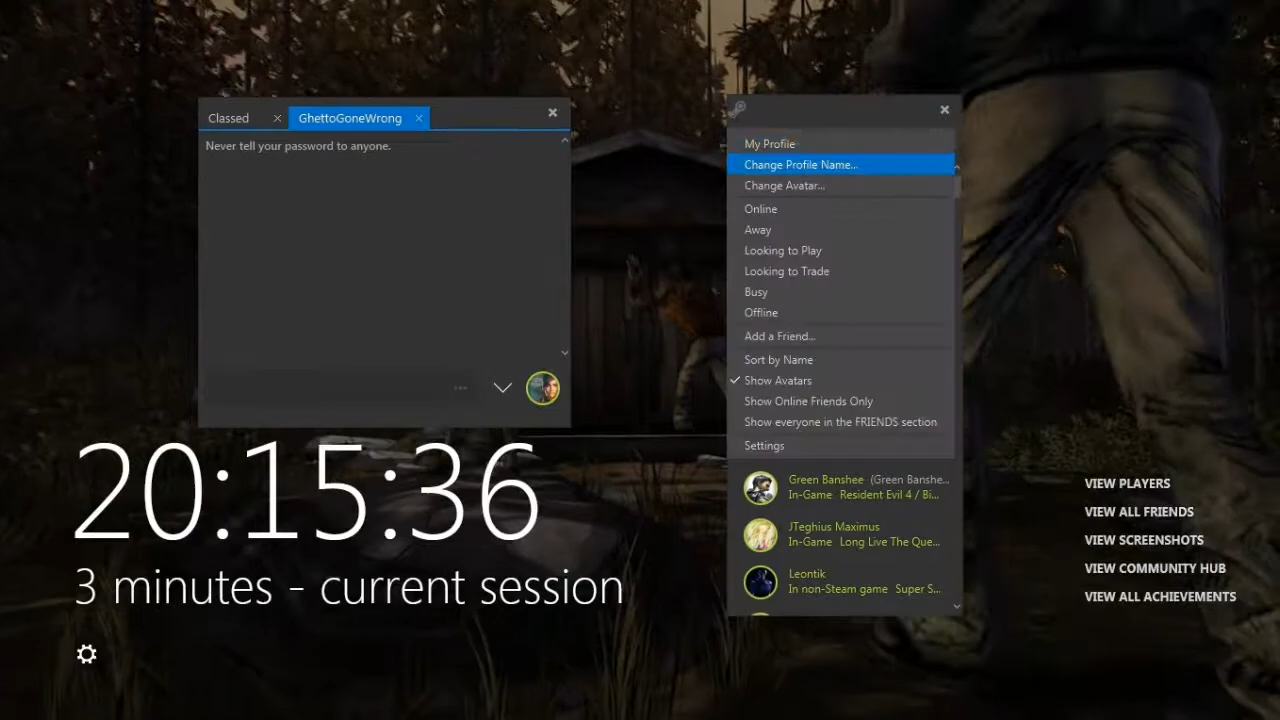 Classed
GhettoGoneWrong
Never tell your password to anyone.
My Profile
Change Profile Name...
Change Avatar...
Online
Away
Looking to Play
Looking to Trade
Busy
Offline
Add a Friend...
Sort by Name
Show Avatars
Show Online Friends Only
Show everyone in the FRIENDS section
Settings
Green Banshee (Green Banshe...
In-Game Resident Evil 4 / Bi...
JTeghius Maximus
In-Game Long Live The Que...
Leontik
In non-Steam game Super S...
20:15:36
3 minutes - current session
VIEW PLAYERS
VIEW ALL FRIENDS
VIEW SCREENSHOTS
VIEW COMMUNITY HUB
VIEW ALL ACHIEVEMENTS